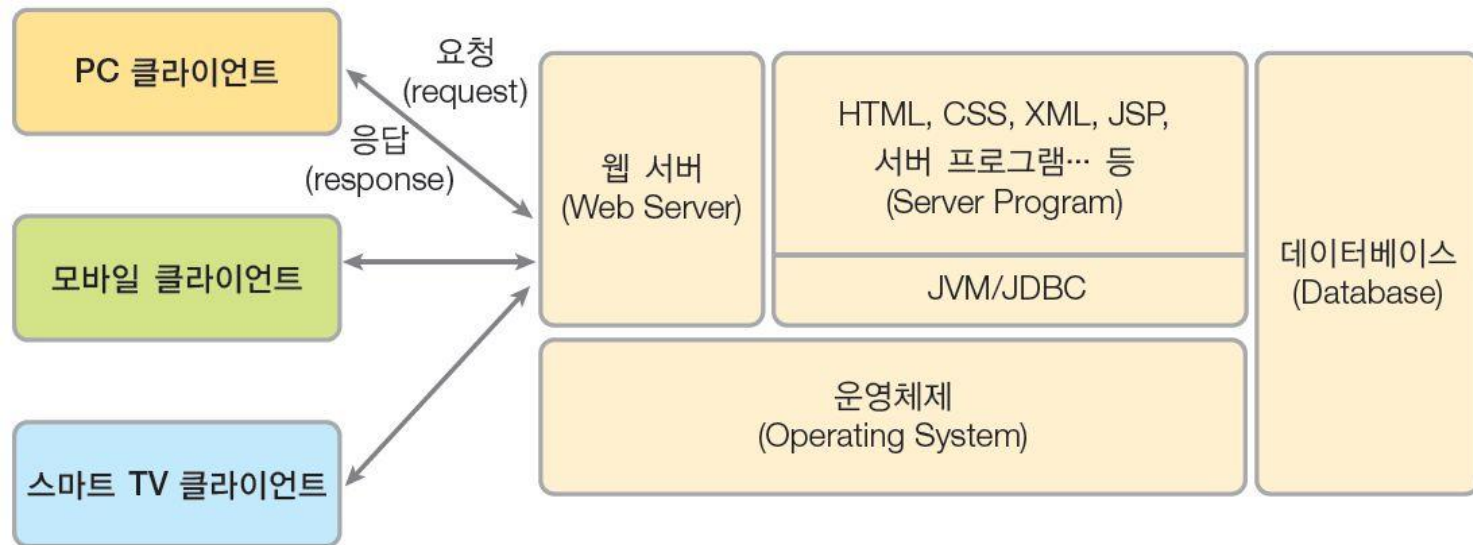 PC 클라이언트
요청
(request)
응답
(response)
모바일 클라이언트
스마트 TV 클라이언트
웹 서버
(Web Server)
HTML, CSS, XML, JSP,
서버 프로그램… 등
(Server Program)
JVM/JDBC
운영체제
(Operating System)
데이터베이스
(Database)